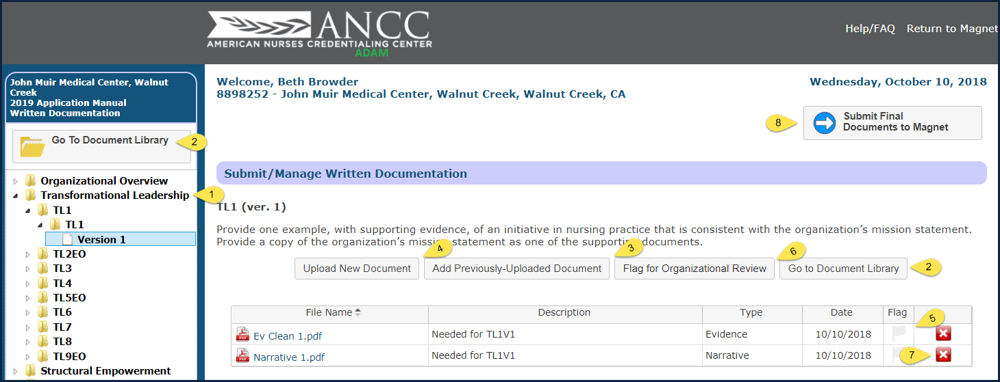 ANCC
AMERICAN NURSES CREDENTIALING CENTER
ADAM
Help/FAQ Return to Magnet
John Muir Medical Center, Walnut
Creek
2019 Application Manual
Written Documentation
Go To Document Library
2
Organizational Overview
Transformational Leadership
1
TL1
TL1
Version 1
TL2EO
TL3
TL4
TL5EO
TL6
TL7
TL8
TL9EO
Structural Empowerment
Welcome, Beth Browder
8898252 - John Muir Medical Center, Walnut Creek, Walnut Creek, CA
Wednesday, October 10, 2018
8
Submit Final
Documents to Magnet
Submit/Manage Written Documentation
TL1 (ver. 1)
Provide one example, with supporting evidence, of an initiative in nursing practice that is consistent with the organization's mission statement.
Provide a copy of the organization's mission statement as one of the supporting documents.
4
3
6
Upload New Document Add Previously-Uploaded Document Flag for Organizational Review Go to Document Library
2
File Name Description Type Date Flag
5
Ev Clean 1.pdf Needed for TL1V1 Evidence 10/10/2018
Narrative 1.pdf Needed for TL1V1 Narrative 10/10/2018
7